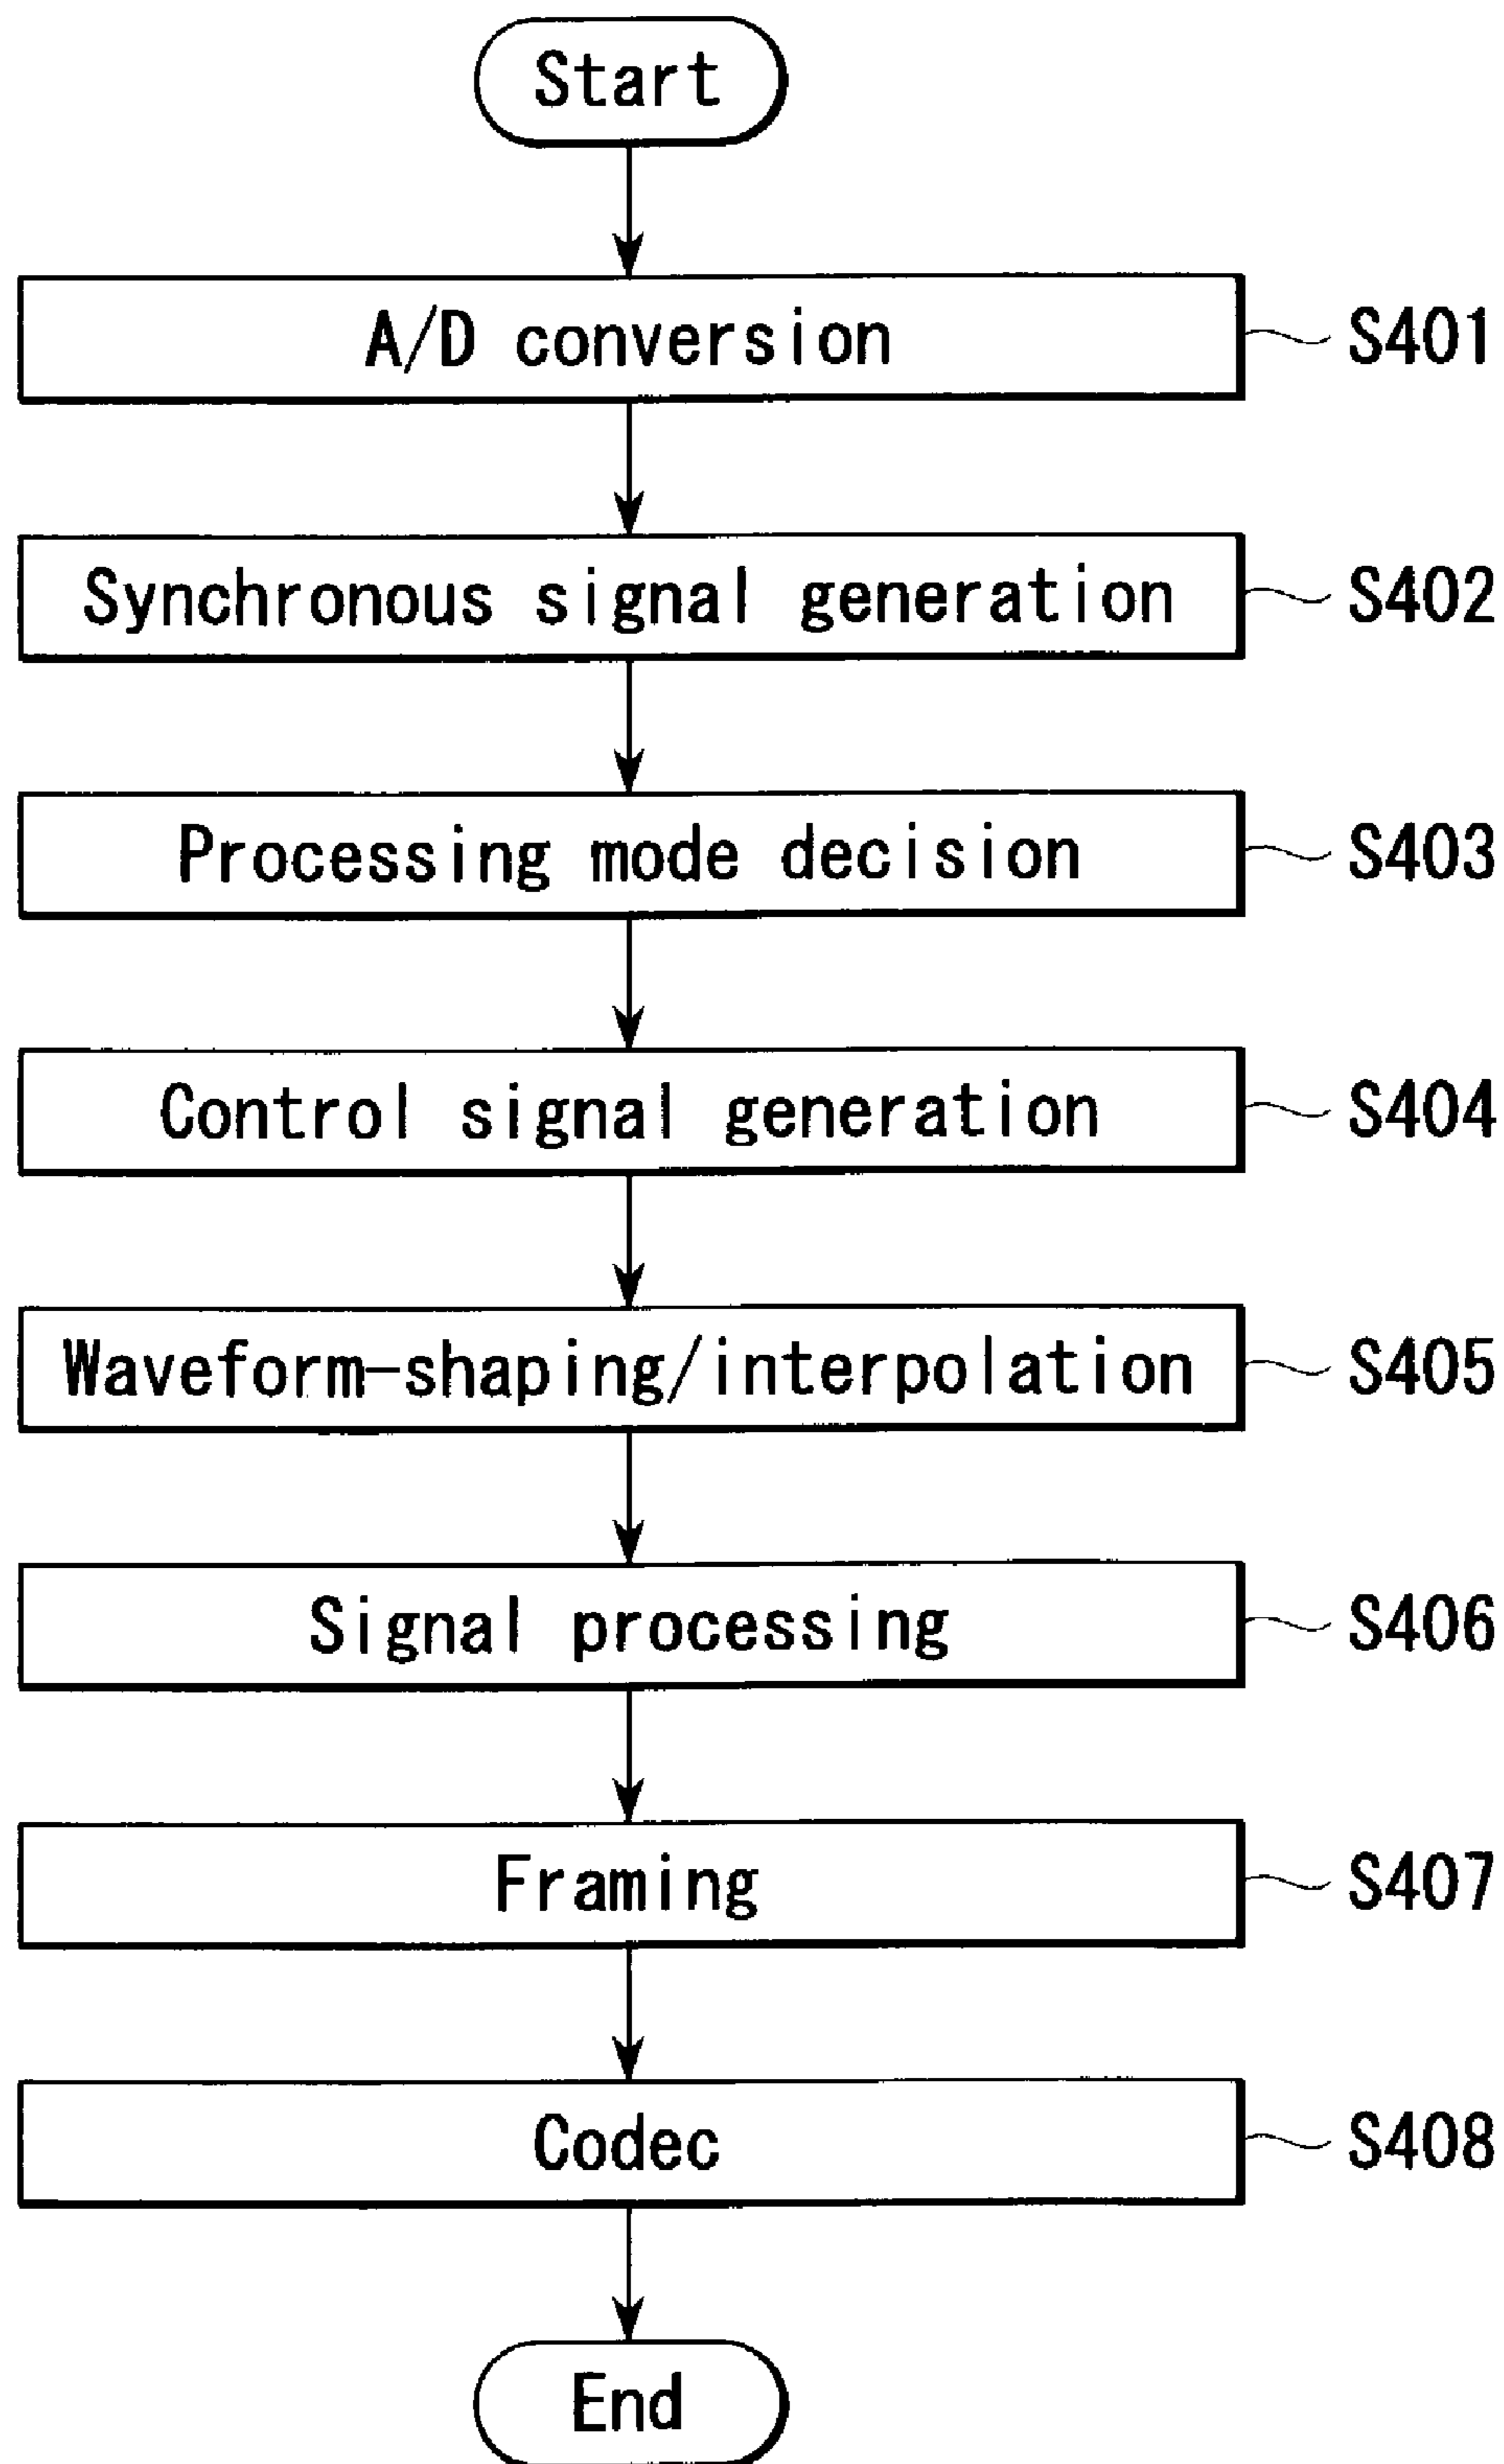 Start
A/D conversion
S401
Synchronous signal generation
S402
Processing mode decision
S403
Control signal generation
S404
Waveform-shaping/interpolation
S405
Signal processing
S406
Framing
S407
Codec
S408
End